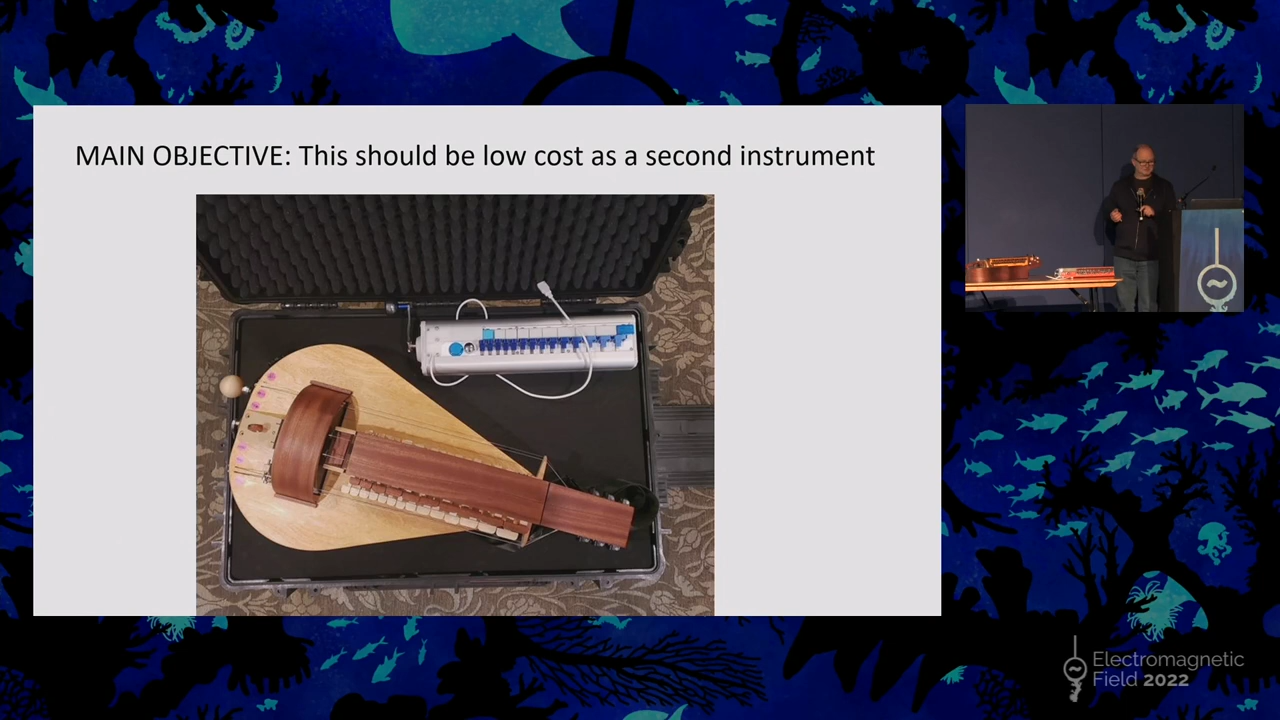 MAIN OBJECTIVE: This should be low cost as a second instrument
Electromagnetic
Field 2022